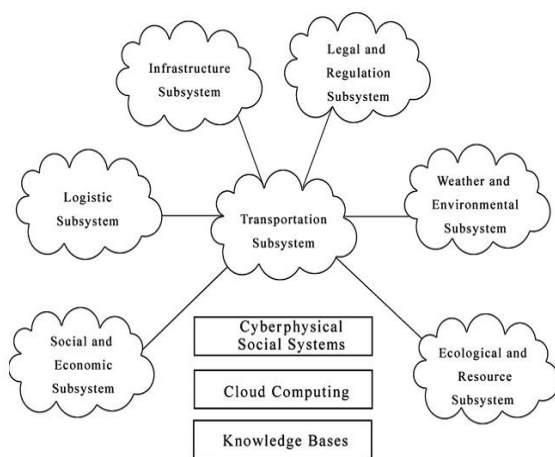 Infrastructure
Subsystem
Legal and
Regulation
Subsystem
Logistic
Subsystem
Transportation
Subsystem
Weather and
Environmental
Subsystem
Social and
Economic
Subsystem
Cyberphysical
Social Systems
Cloud Computing
Knowledge Bases
Ecological and
Resource
Subsystem